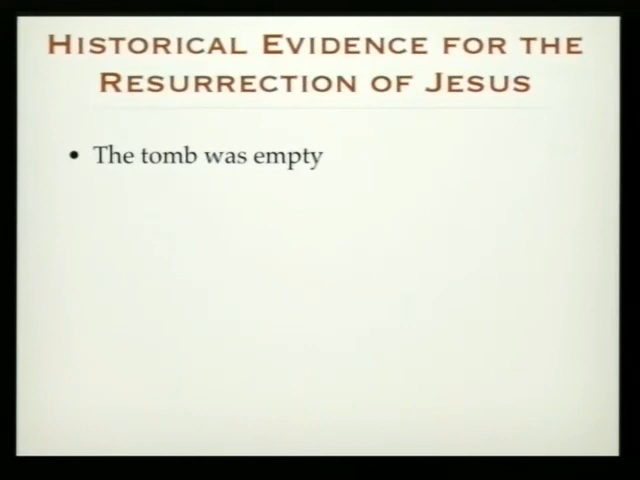 HISTORICAL EVIDENCE FOR THE
RESURRECTION OF JESUS
• The tomb was empty